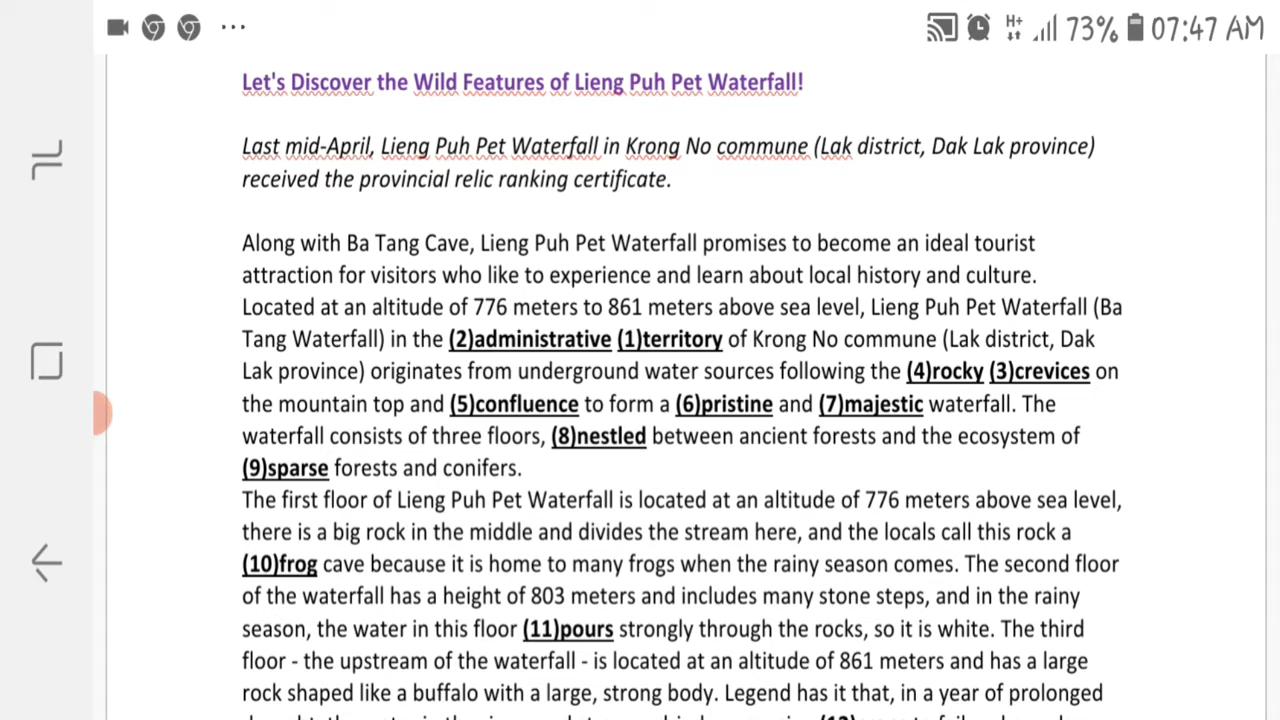 73% 07:47 AM
Let's Discover the Wild Features of Lieng Puh Pet Waterfall!
Last mid-April, Lieng Puh Pet Waterfall in Krong No commune (Lak district, Dak Lak province)
received the provincial relic ranking certificate.
Along with Ba Tang Cave, Lieng Puh Pet Waterfall promises to become an ideal tourist
attraction for visitors who like to experience and learn about local history and culture.
Located at an altitude of 776 meters to 861 meters above sea level, Lieng Puh Pet Waterfall (Ba
Tang Waterfall) in the (2)administrative (1)territory of Krong No commune (Lak district, Dak
Lak province) originates from underground water sources following the (4)rocky (3)crevices on
the mountain top and (5)confluence to form a (6)pristine and (7)majestic waterfall. The
waterfall consists of three floors, (8)nestled between ancient forests and the ecosystem of
(9)sparse forests and conifers.
The first floor of Lieng Puh Pet Waterfall is located at an altitude of 776 meters above sea level,
there is a big rock in the middle and divides the stream here, and the locals call this rock a
(10)frog cave because it is home to many frogs when the rainy season comes. The second floor
of the waterfall has a height of 803 meters and includes many stone steps, and in the rainy
season, the water in this floor (11)pours strongly through the rocks, so it is white. The third
floor - the upstream of the waterfall - is located at an altitude of 861 meters and has a large
rock shaped like a buffalo with a large, strong body. Legend has it that, in a year of prolonged